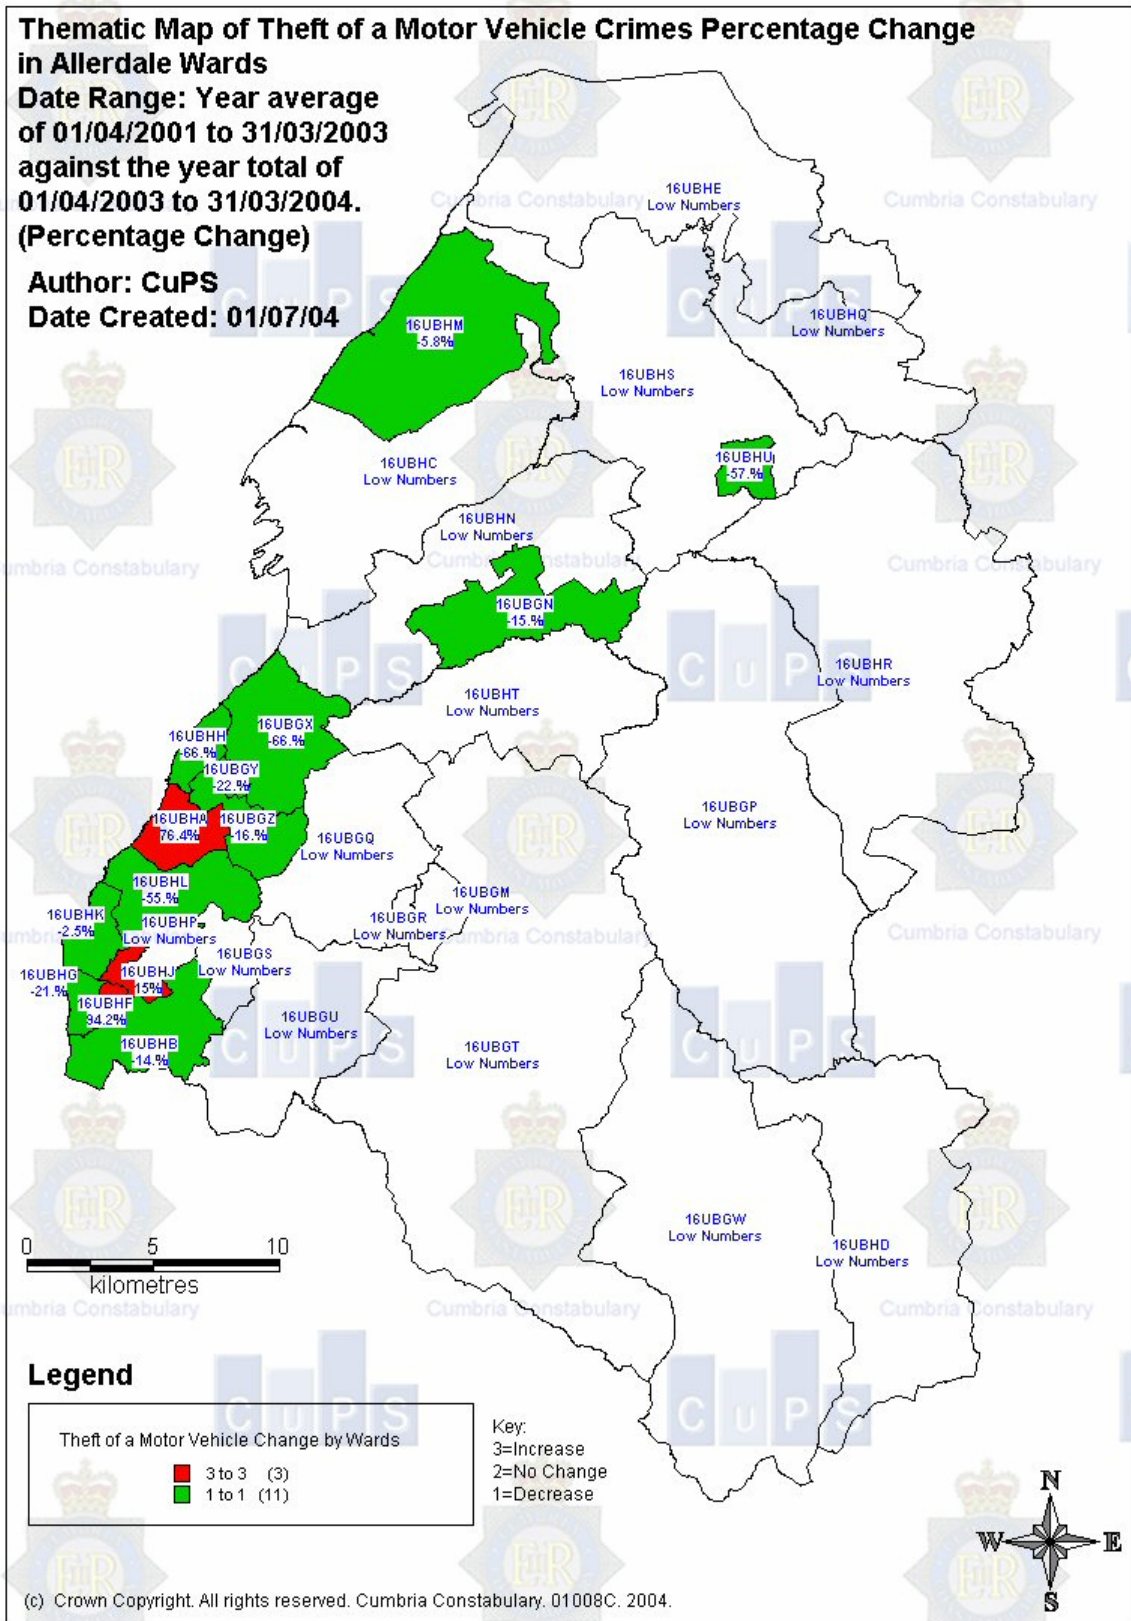 Thematic Map of Theft of a Motor Vehicle Crimes Percentage Change
in Allerdale Wards
Date Range: Year average
of 01/04/2001 to 31/03/2003
against the year total of
01/04/2003 to 31/03/2004.
(Percentage Change)
Author: CuPS
Date Created: 01/07/04
16UBHE
Low Numbers
16UBHQ
Low Numbers
16UBHM
-5.8%
16UBHS
Low Numbers
16UBHU
-57.%
16UBHC
Low Numbers
16UBHN
Low Numbers
16UBGN
-15.%
16UBHR
Low Numbers
16UBHT
Low Numbers
16UBGX
-66.%
16UBHH
-66.%
16UBGY
-22.%
16UBHA
76.4%
16UBGZ
-16.%
16UBGQ
Low Numbers
16UBGP
Low Numbers
16UBHL
-55.%
16UBGM
Low Numbers
16UBHK
-2.5%
16UBHP
Low Numbers
16UBGR
Low Numbers
16UBGS
Low Numbers
16UBHG
-21.%
16UBHJ
15%
16UBHF
94.2%
16UBHB
-14.%
16UBGU
Low Numbers
16UBGT
Low Numbers
16UBGW
Low Numbers
16UBHD
Low Numbers
0 5 10
kilometres
Legend
Theft of a Motor Vehicle Change by Wards
3 to 3 (3)
1 to 1 (11)
Key:
3=Increase
2=No Change
1=Decrease
N
W E
S
(c) Crown Copyright. All rights reserved. Cumbria Constabulary. 01008C. 2004.
Cumbria Constabulary
CuPS
EIIR